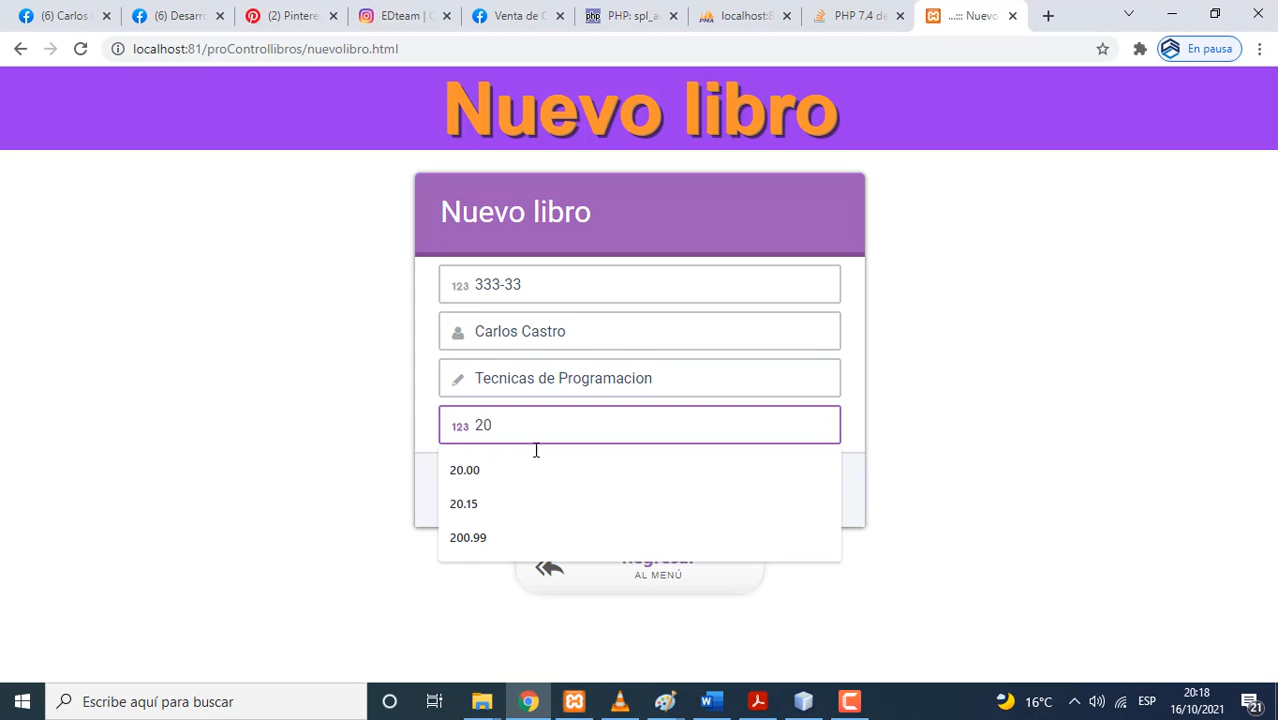 (6) Carlos
(6) Desarr
(2) Pintere
EDteam | C
Venta de C
PHP: spl_a
localhost:8
PHP 7.4 de
..::: Nuevo
localhost:81/proControllibros/nuevolibro.html
En pausa
Nuevo libro
Nuevo libro
123 333-33
Carlos Castro
Tecnicas de Programacion
123 20
20.00
20.15
200.99
Regresar
AL MENÚ
Escribe aquí para buscar
16°C
ESP
20:18
16/10/2021
21